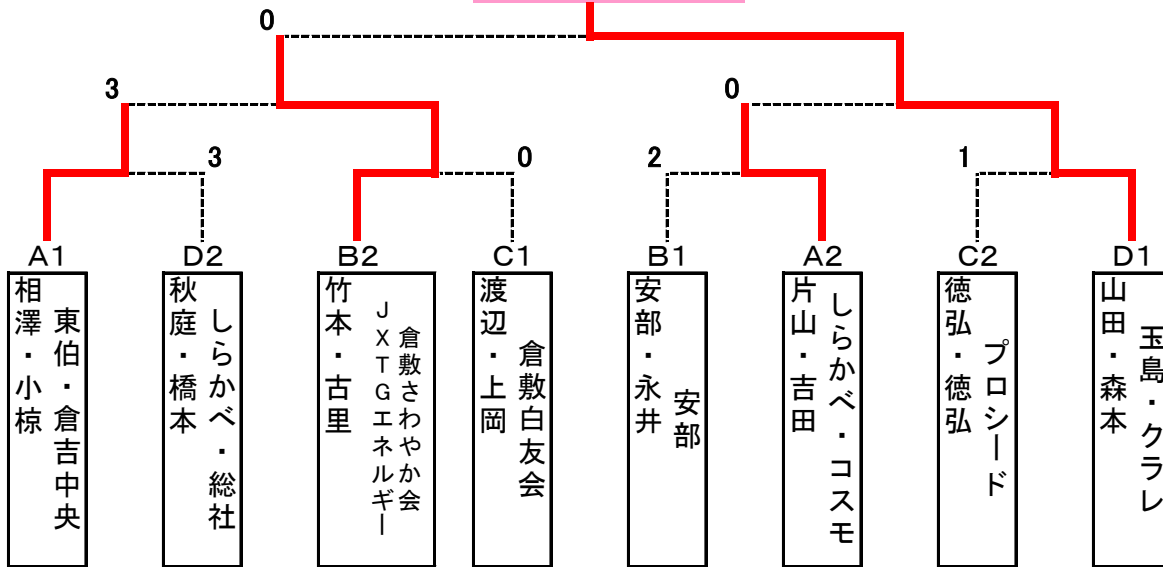 0
3
0
3
0
2
1
A1
D2
B2
C1
B1
A2
C2
D1
相澤・小椋
東伯・倉吉中央
秋庭・橋本
しらかべ・総社
竹本・古里
倉敷さわやか会
JXTGエネルギー
渡辺・上岡
倉敷白友会
安部・永井
安部
片山・吉田
しらかべ・コスモ
徳弘・徳弘
プロシード
山田・森本
玉島・クラレ